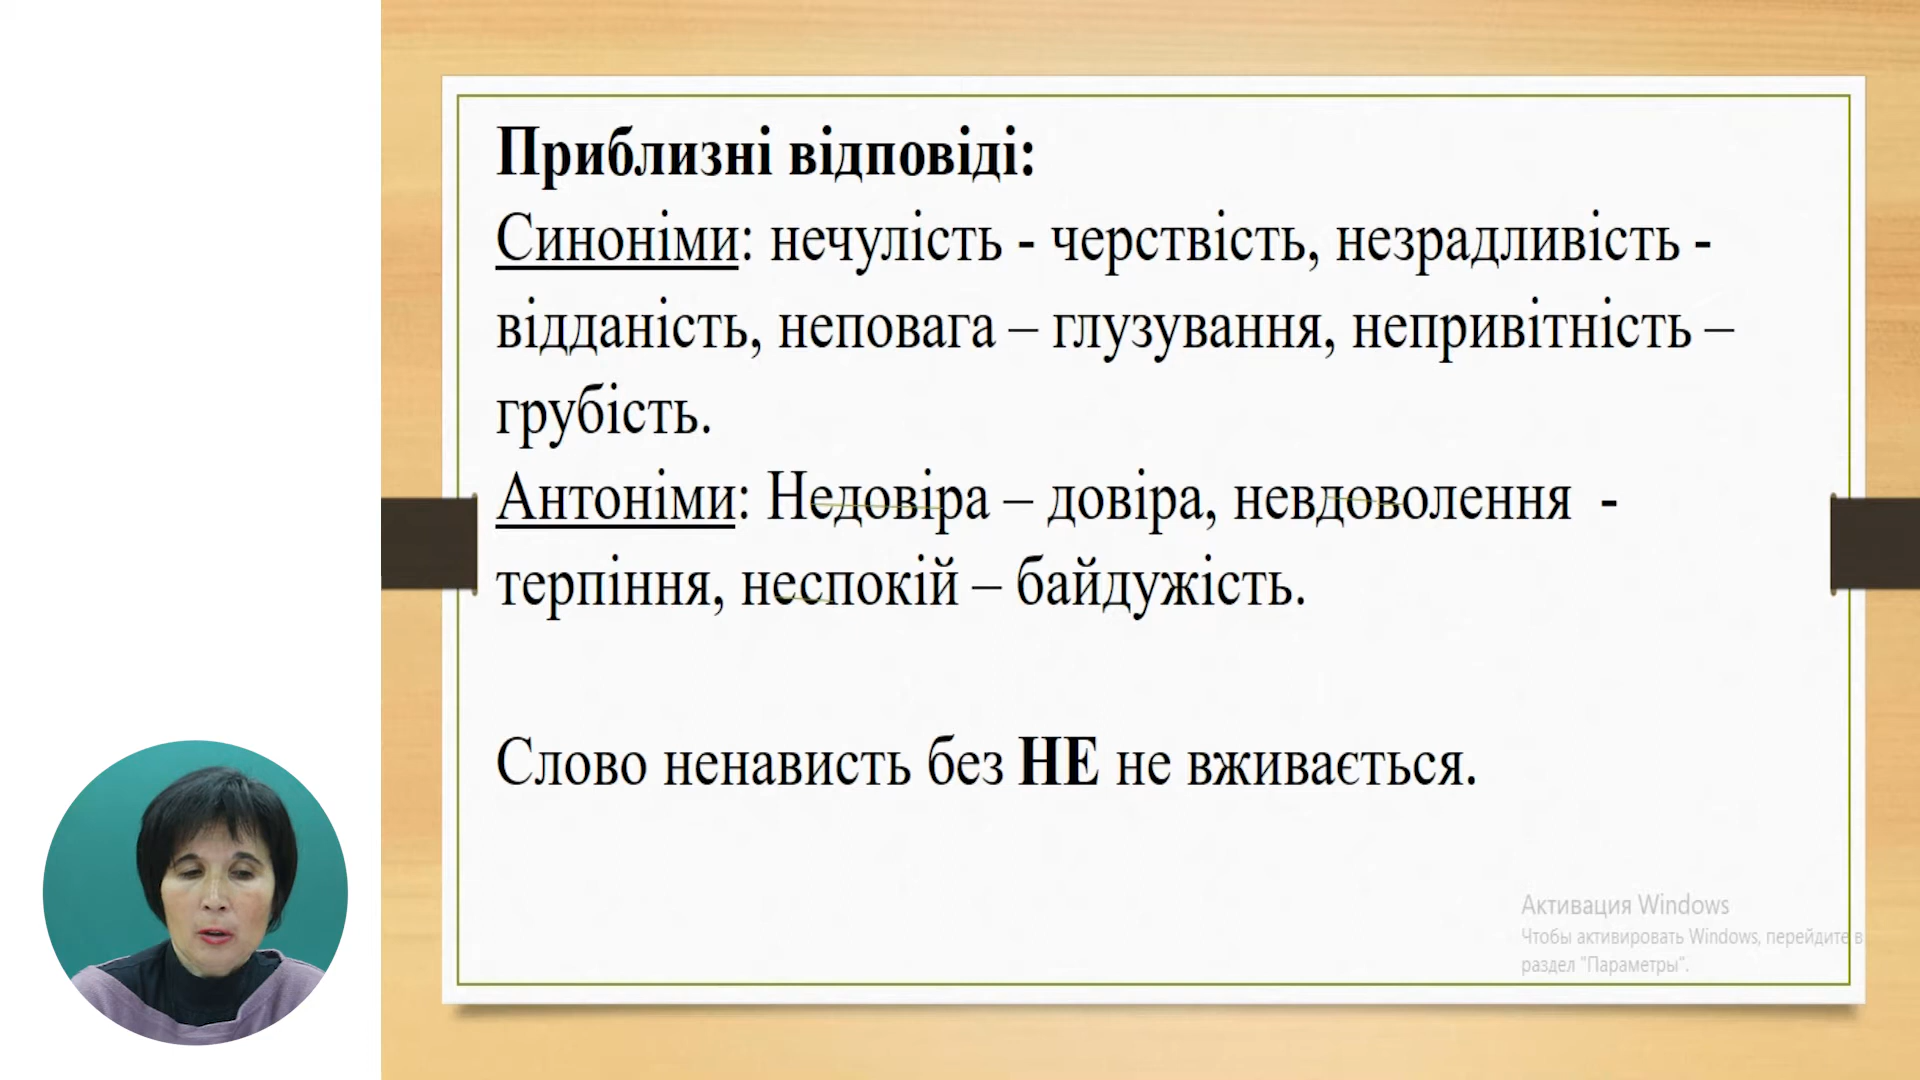 Приблизні відповіді:
Синоніми: нечулість - черствість, незрадливість -
відданість, неповага – глузування, непривітність –
грубість.
Антоніми: Недовіра – довіра, невдоволення  -
терпіння, неспокій – байдужість.
Слово ненависть без НЕ не вживається.
Активация Windows
Чтобы активировать Windows, перейдите в
раздел "Параметры".